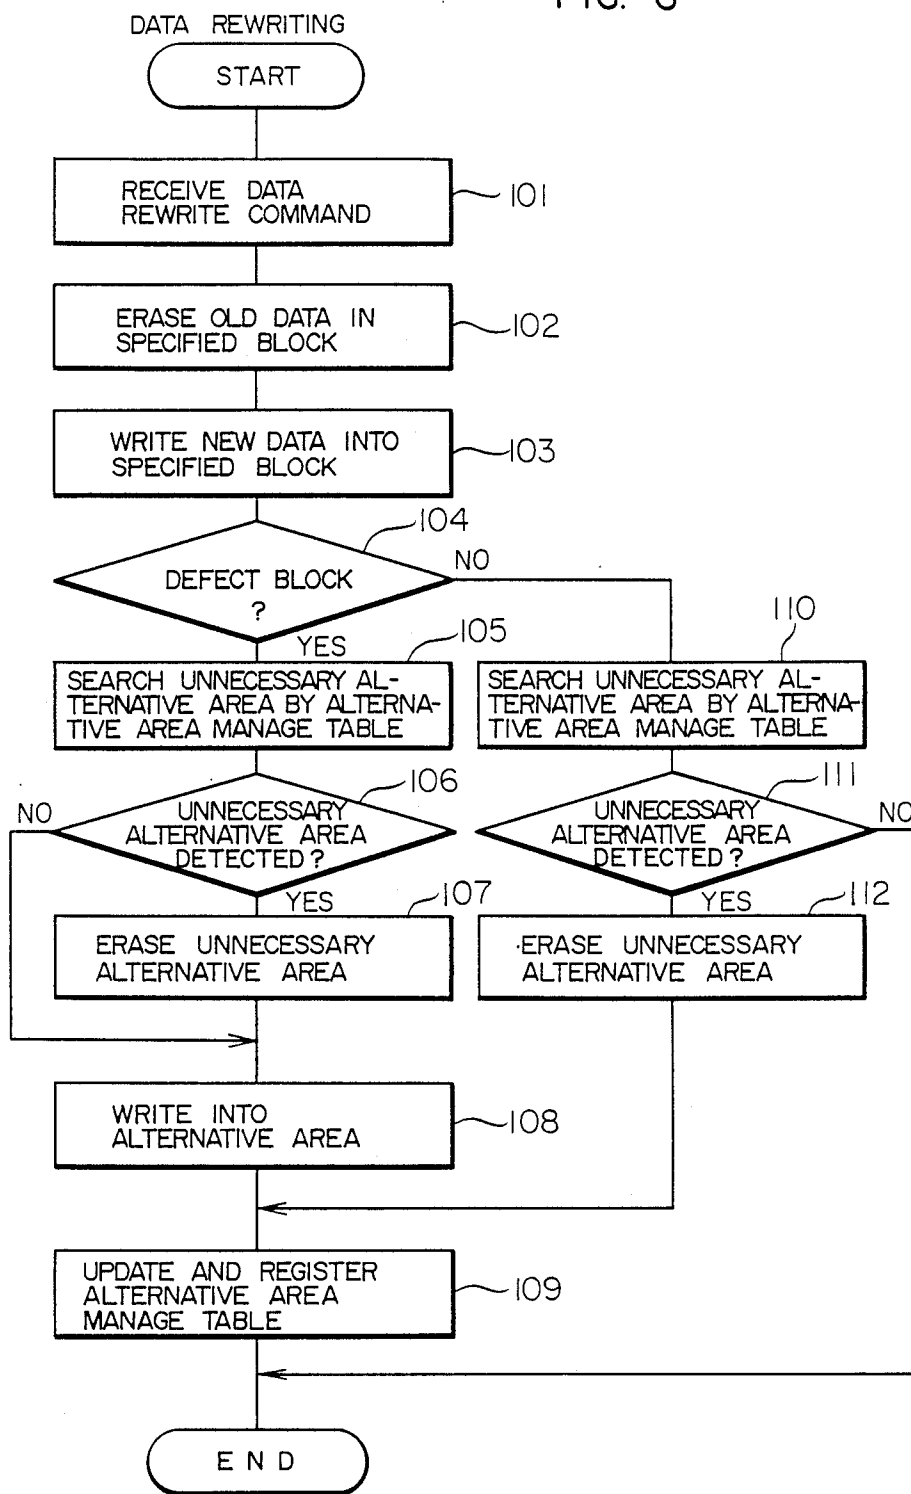 DATA REWRITING
START
RECEIVE DATA
REWRITE COMMAND
101
ERASE OLD DATA IN
SPECIFIED BLOCK
102
WRITE NEW DATA INTO
SPECIFIED BLOCK
103
104
DEFECT BLOCK
?
NO
YES
105
SEARCH UNNECESSARY AL-
TERNATIVE AREA BY ALTERNA-
TIVE AREA MANAGE TABLE
110
SEARCH UNNECESSARY AL-
TERNATIVE AREA BY ALTERNA-
TIVE AREA MANAGE TABLE
106
NO
UNNECESSARY
ALTERNATIVE AREA
DETECTED?
YES
111
UNNECESSARY
ALTERNATIVE AREA
DETECTED?
NO
YES
107
ERASE UNNECESSARY
ALTERNATIVE AREA
112
ERASE UNNECESSARY
ALTERNATIVE AREA
WRITE INTO
ALTERNATIVE AREA
108
UPDATE AND REGISTER
ALTERNATIVE AREA
MANAGE TABLE
109
END